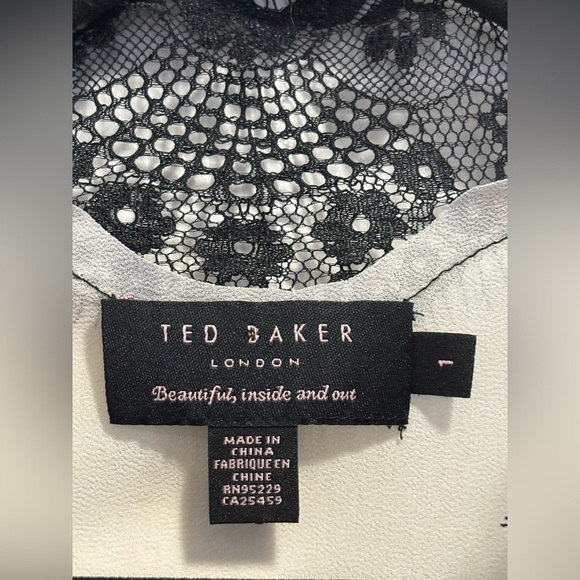 TED BAKER
LONDON
Beautiful, inside and out
1
MADE IN
CHINA
FABRIQUE EN
CHINE
RN95229
CA25459